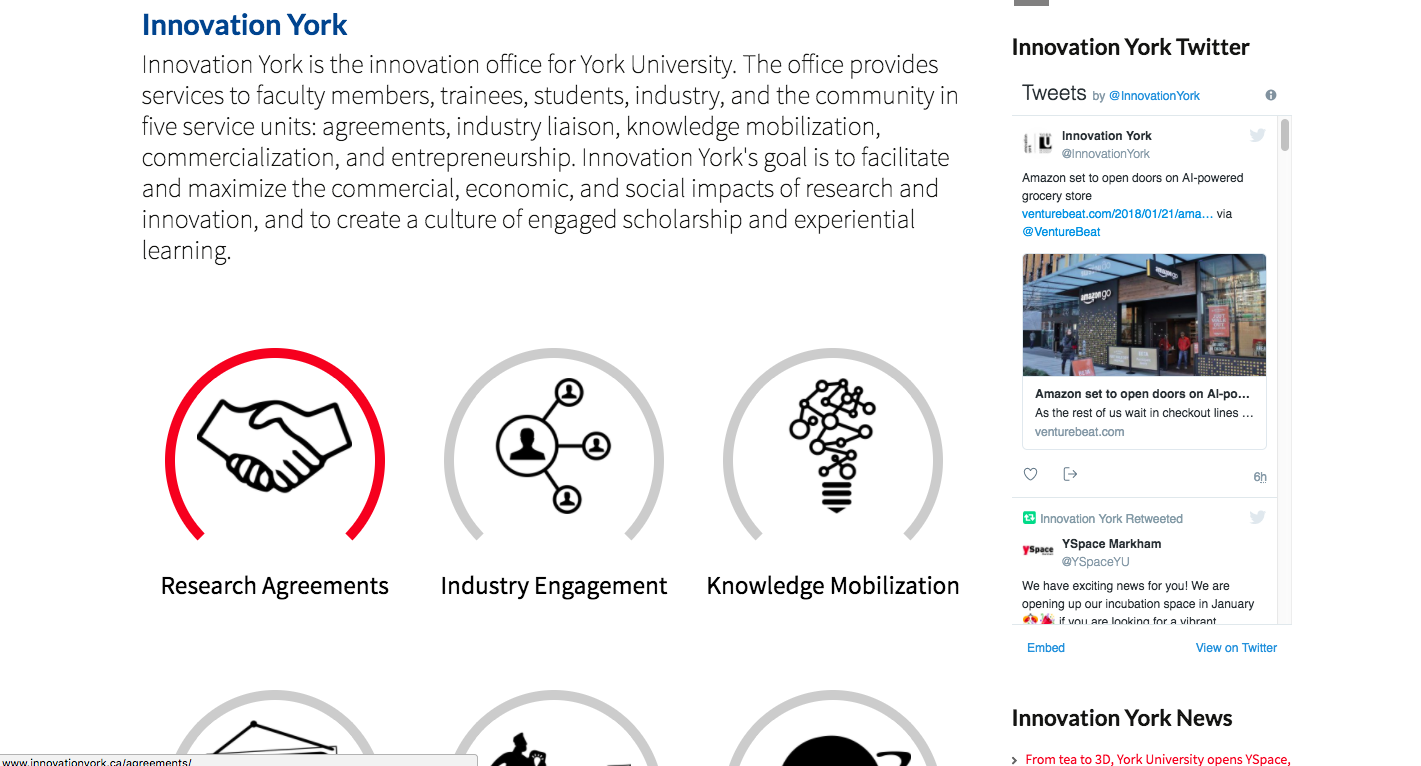 Innovation York
Innovation York is the innovation office for York University. The office provides
services to faculty members, trainees, students, industry, and the community in
five service units: agreements, industry liaison, knowledge mobilization,
commercialization, and entrepreneurship. Innovation York's goal is to facilitate
and maximize the commercial, economic, and social impacts of research and
innovation, and to create a culture of engaged scholarship and experiential
learning.
Research Agreements
Industry Engagement
Knowledge Mobilization
www.innovationyork.ca/agreements/
Innovation York Twitter
Tweets by @InnovationYork
Innovation York
@InnovationYork
Amazon set to open doors on AI-powered
grocery store
venturebeat.com/2018/01/21/ama… via
@VentureBeat
amazon go
amazon go
Amazon set to open doors on AI-po...
As the rest of us wait in checkout lines ...
venturebeat.com
6h
Innovation York Retweeted
YSpace
YSpace Markham
@YSpaceYU
We have exciting news for you! We are
opening up our incubation space in January
if you are looking for a vibrant
Embed
View on Twitter
Innovation York News
From tea to 3D, York University opens YSpace,